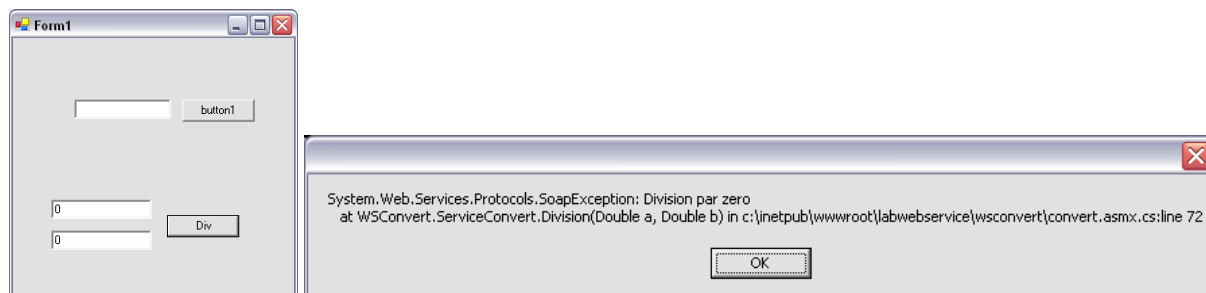 Form1
button1
0
Div
0
System.Web.Services.Protocols.SoapException: Division par zero
at WSConvert.ServiceConvert.Division(Double a, Double b) in c:\inetpub\wwwroot\labwebservice\wsconvert\convert.asmx.cs:line 72
OK